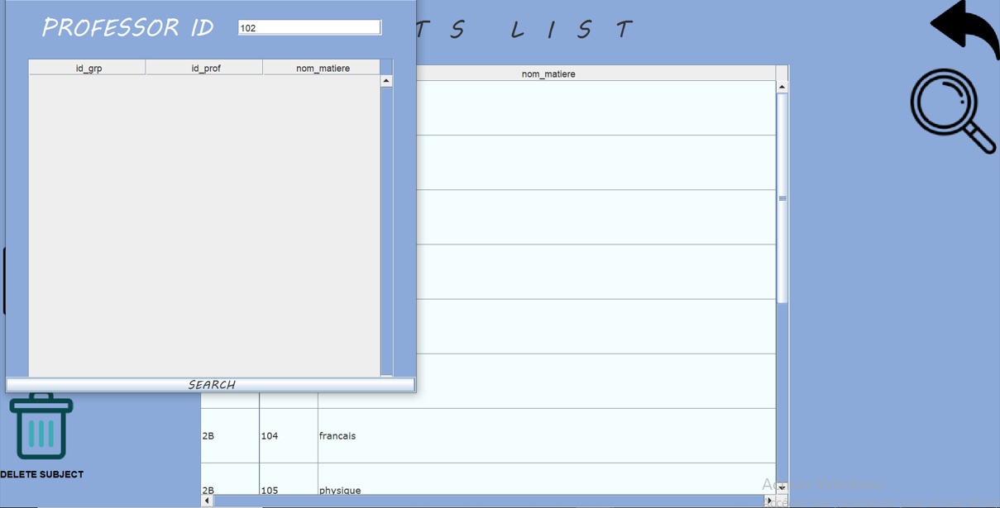 PROFESSOR ID 102
T S L I S T
id_grp id_prof nom_matiere
nom_matiere
SEARCH
2B 104 francais
DELETE SUBJECT
2B 105 physique